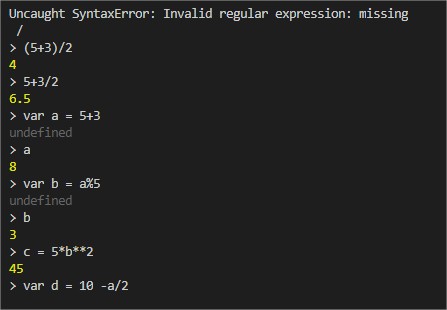 Uncaught SyntaxError: Invalid regular expression: missing
/
> (5+3)/2
4
> 5+3/2
6.5
> var a = 5+3
undefined
> a
8
> var b = a%5
undefined
> b
3
> c = 5*b**2
45
> var d = 10 -a/2